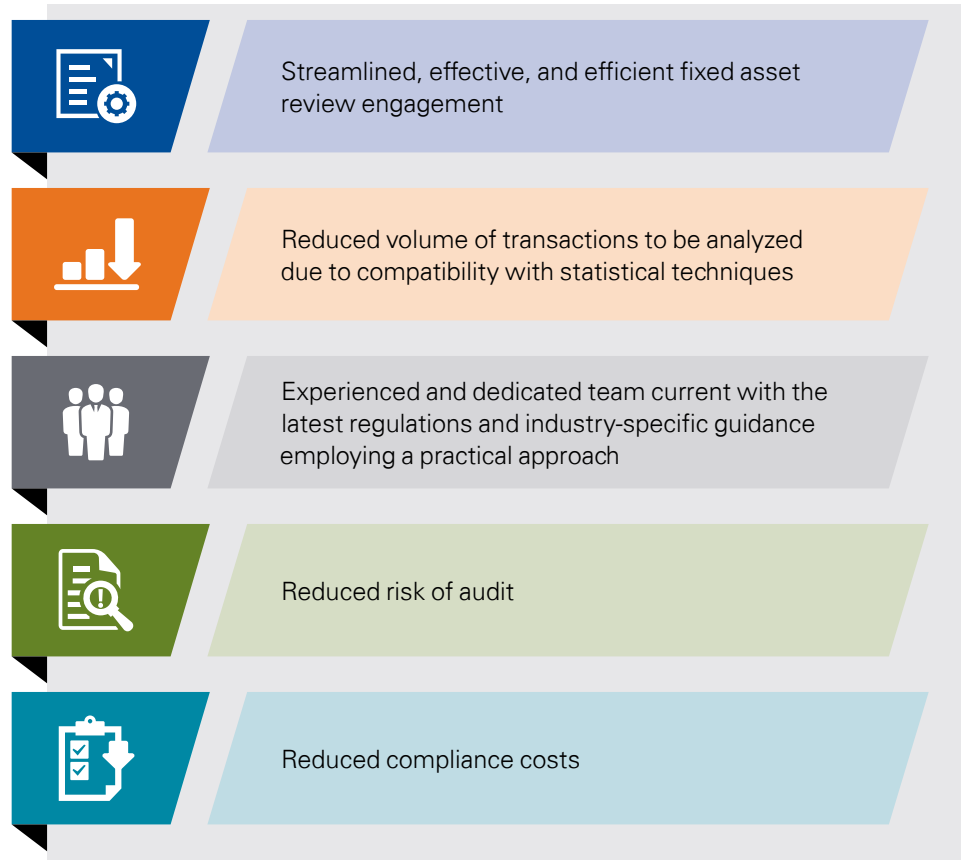 Streamlined, effective, and efficient fixed asset
review engagement
Reduced volume of transactions to be analyzed
due to compatibility with statistical techniques
Experienced and dedicated team current with the
latest regulations and industry-specific guidance
employing a practical approach
Reduced risk of audit
Reduced compliance costs